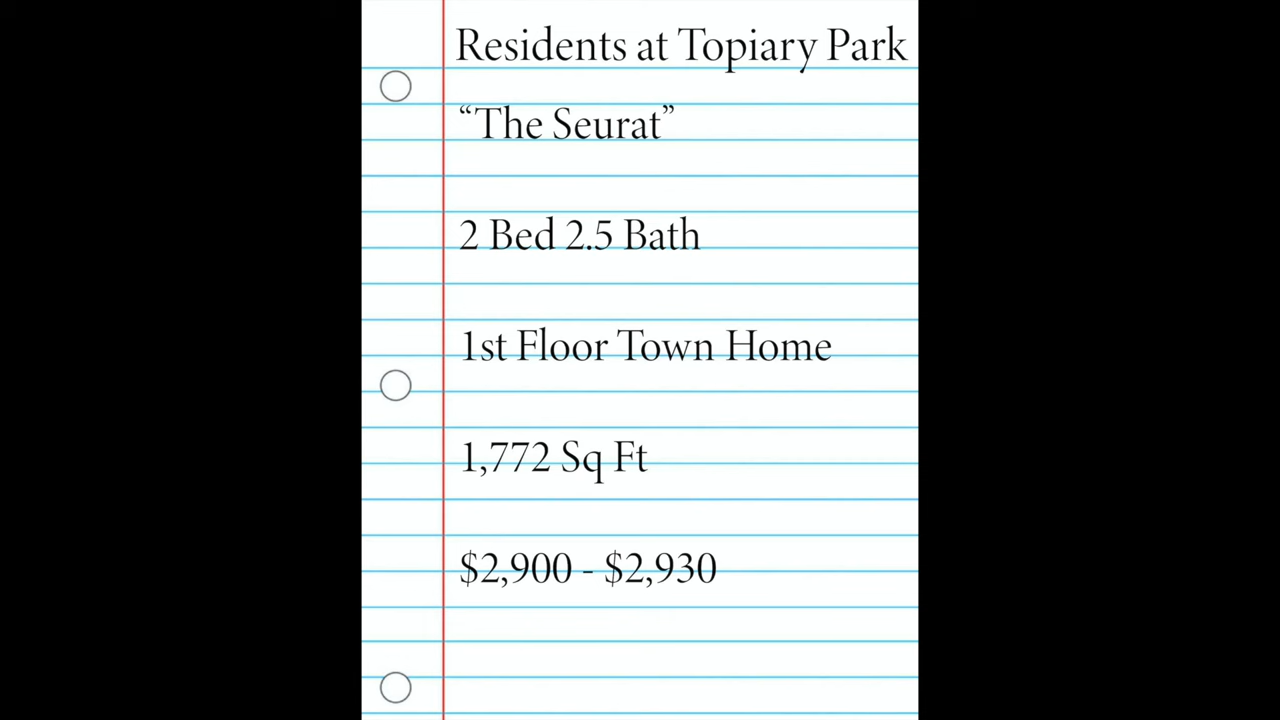 Residents at Topiary Park
“The Seurat”
2 Bed 2.5 Bath
1st Floor Town Home
1,772 Sq Ft
$2,900 - $2,930